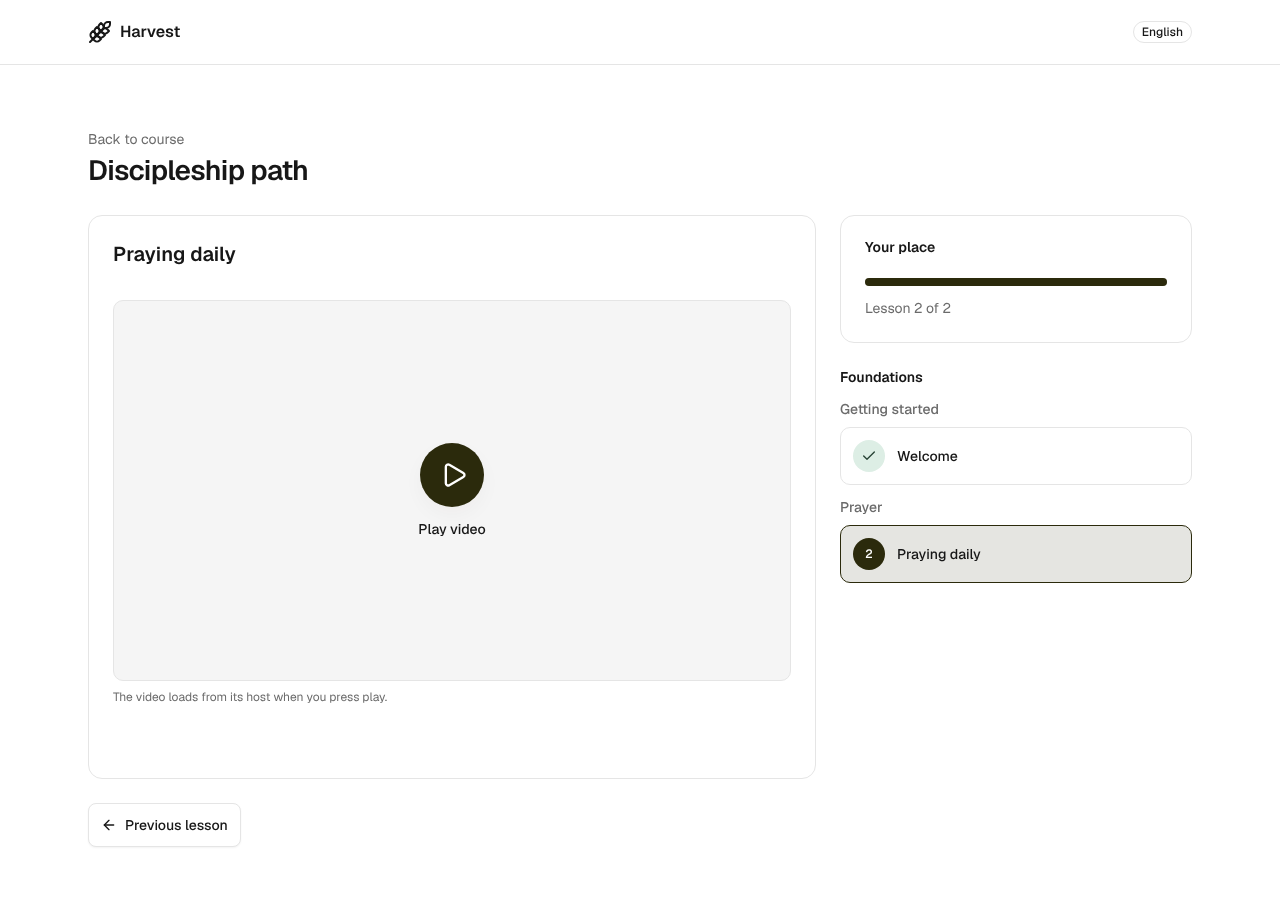 Harvest
English
Back to course
Discipleship path
Praying daily
Play video
The video loads from its host when you press play.
Previous lesson
Your place
Lesson 2 of 2
Foundations
Getting started
Welcome
Prayer
2 Praying daily